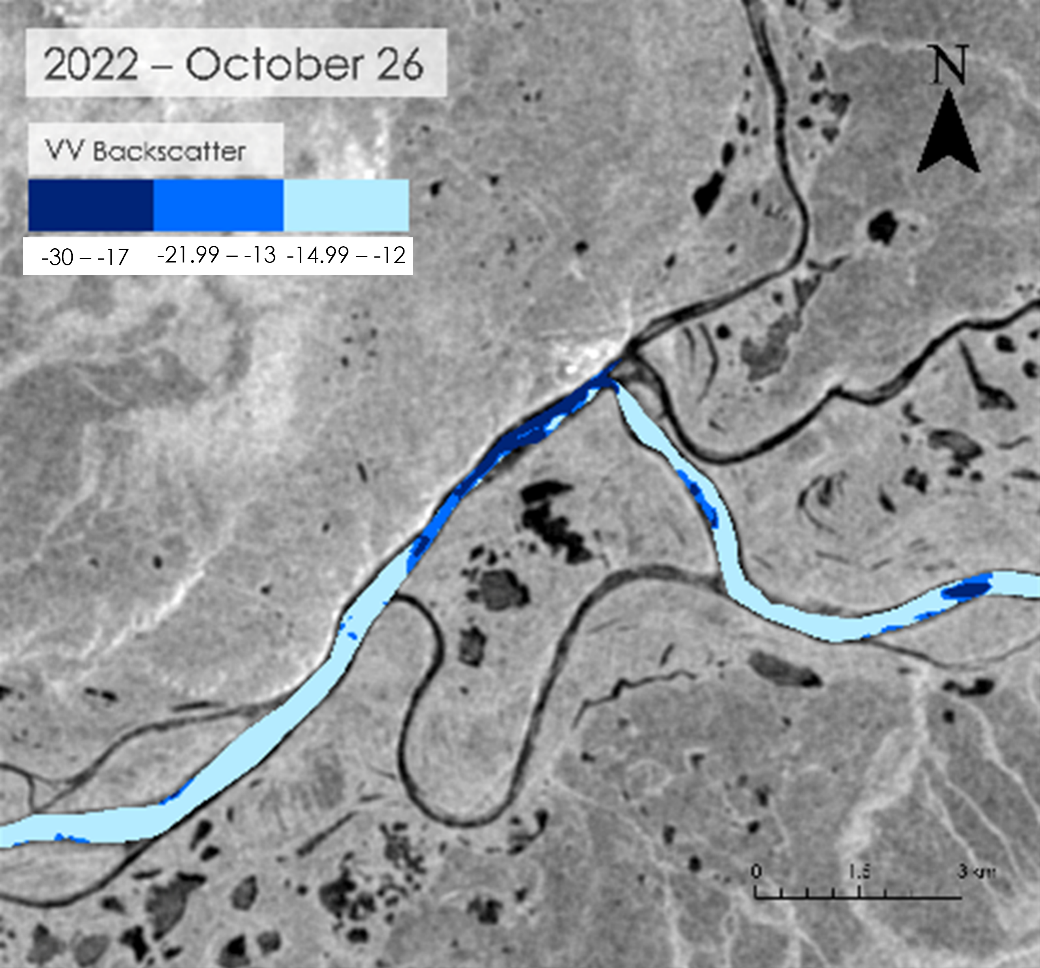 2022 – October 26
N
VV Backscatter
-30 – -17 -21.99 – -13 -14.99 – -12
0 1.5 3 km